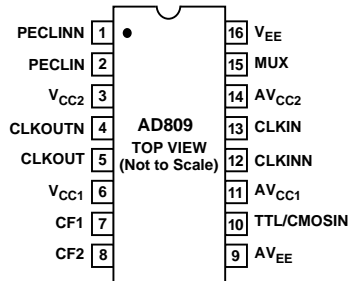 PECLINN 1
PECLIN 2
VCC2 3
CLKOUTN 4
CLKOUT 5
VCC1 6
CF1 7
CF2 8
AD809
TOP VIEW
(Not to Scale)
16 VEE
15 MUX
14 AVCC2
13 CLKIN
12 CLKINN
11 AVCC1
10 TTL/CMOSIN
9 AVEE